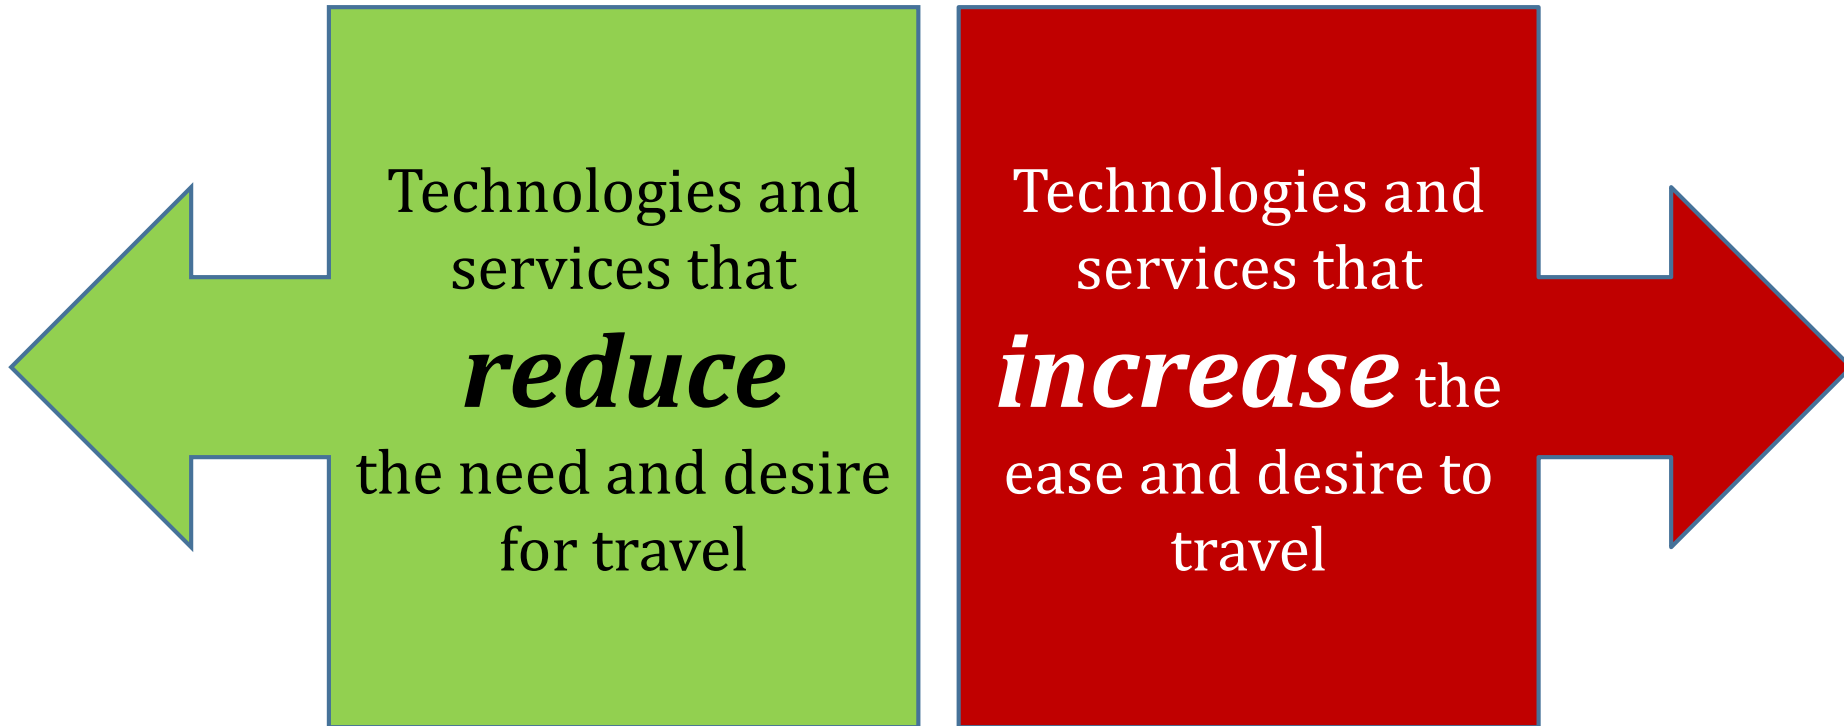 Technologies and
services that
reduce
the need and desire
for travel
Technologies and
services that
increase the
ease and desire to
travel